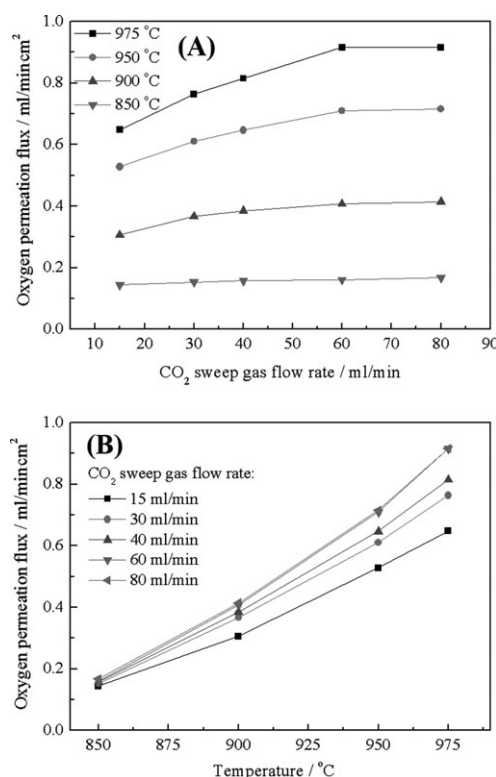 1.0
0.8
0.6
0.4
0.2
0.0
Oxygen permeation flux / ml/mincm²
(A)
975 °C
950 °C
900 °C
850 °C
10 20 30 40 50 60 70 80 90
CO₂ sweep gas flow rate / ml/min
1.0
0.8
0.6
0.4
0.2
0.0
Oxygen permeation flux / ml/mincm²
(B)
CO₂ sweep gas flow rate:
15 ml/min
30 ml/min
40 ml/min
60 ml/min
80 ml/min
850 875 900 925 950 975
Temperature / °C